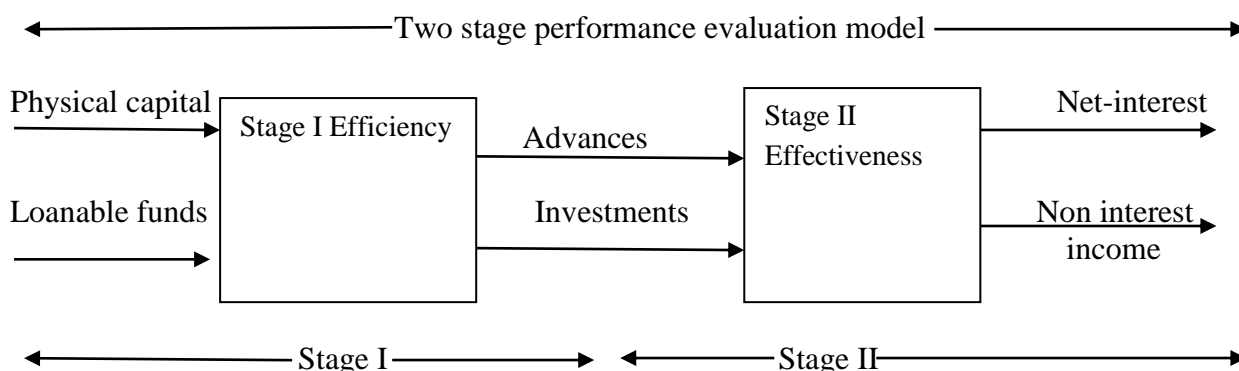 Two stage performance evaluation model
Physical capital
Stage I Efficiency
Advances
Stage II
Effectiveness
Net-interest
Loanable funds
Investments
Non interest
income
Stage I
Stage II